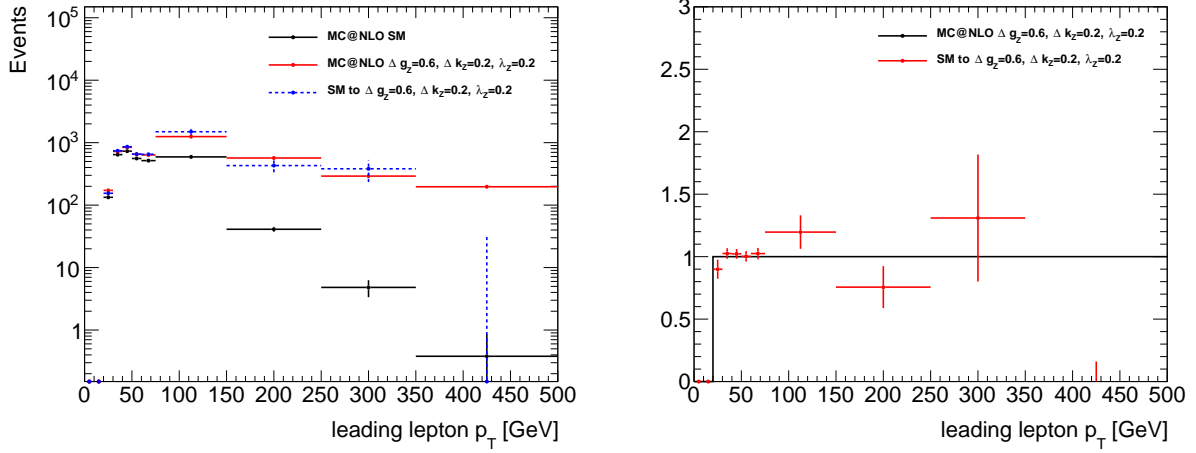 Events
10⁵
10⁴
10³
10²
10
1
MC@NLO SM
MC@NLO Δ g_Z=0.6, Δ k_Z=0.2, λ_Z=0.2
SM to Δ g_Z=0.6, Δ k_Z=0.2, λ_Z=0.2
0 50 100 150 200 250 300 350 400 450 500
leading lepton p_T [GeV]
3
2.5
2
1.5
1
0.5
0
MC@NLO Δ g_Z=0.6, Δ k_Z=0.2, λ_Z=0.2
SM to Δ g_Z=0.6, Δ k_Z=0.2, λ_Z=0.2
0 50 100 150 200 250 300 350 400 450 500
leading lepton p_T [GeV]